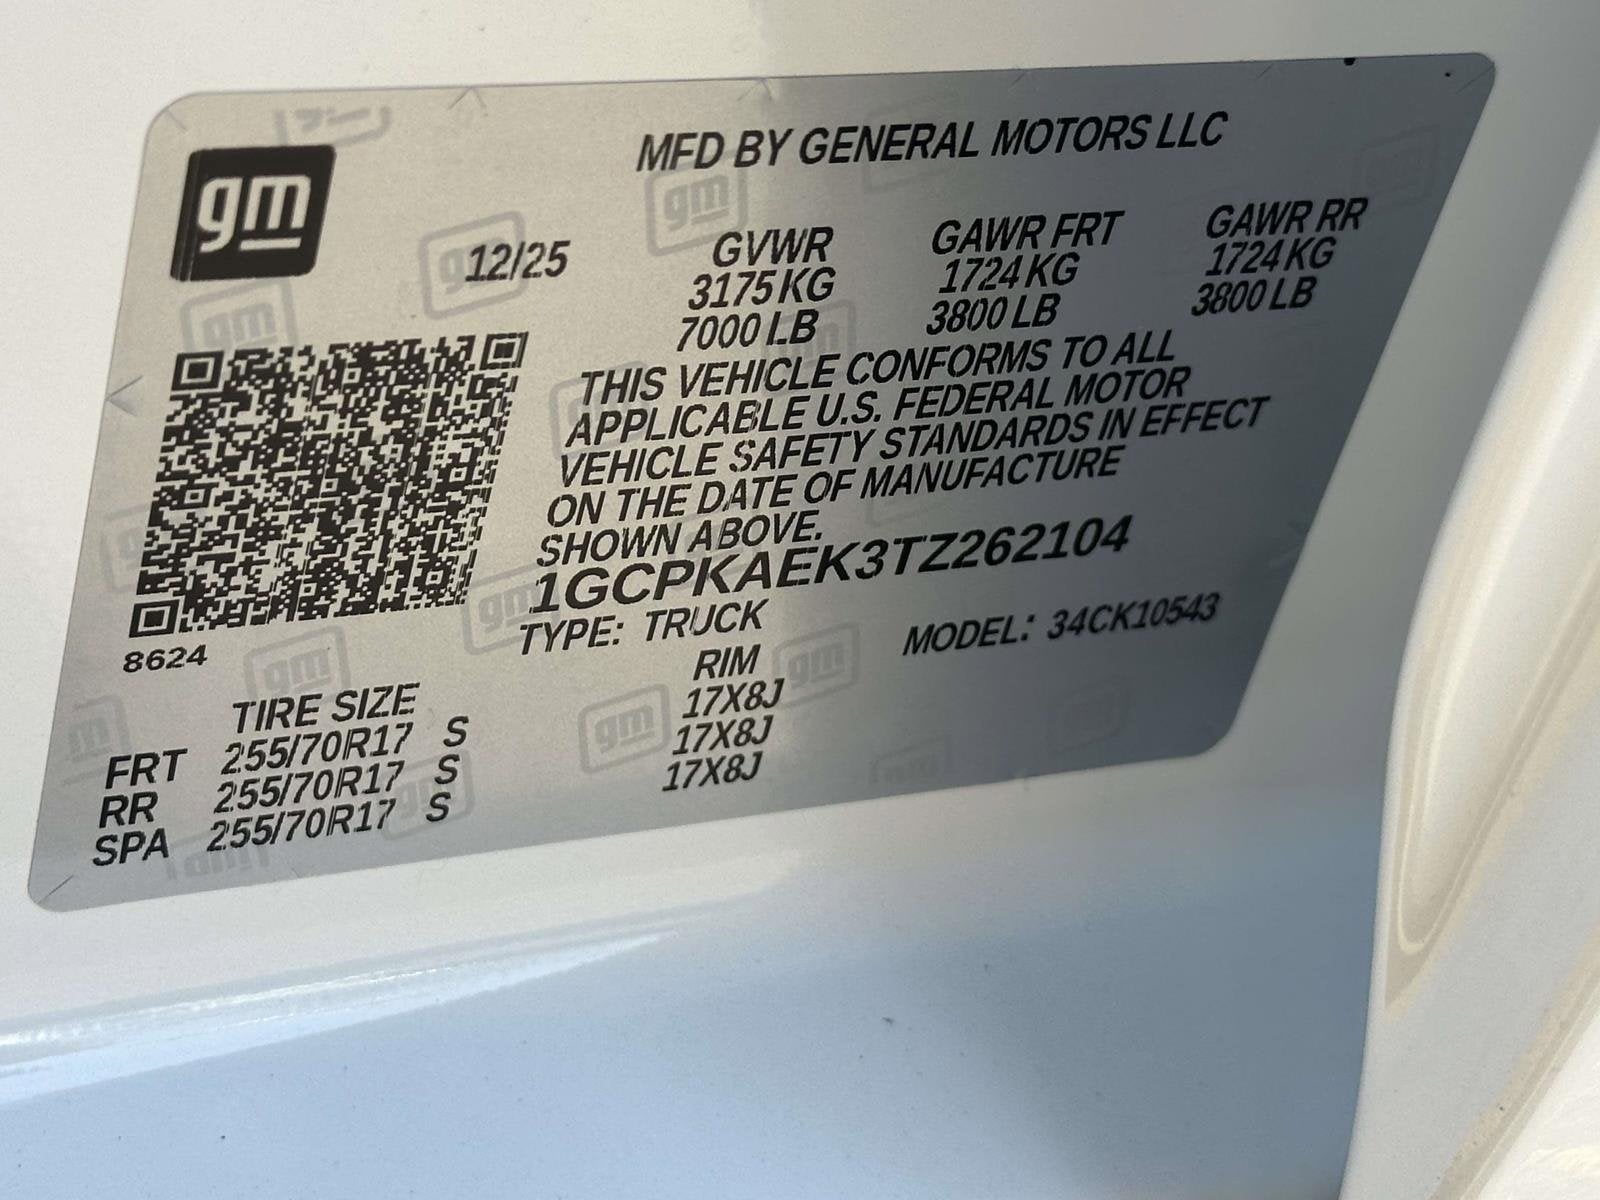 gm
MFD BY GENERAL MOTORS LLC
12/25 GVWR GAWR FRT GAWR RR
3175 KG 1724 KG 1724 KG
7000 LB 3800 LB 3800 LB
THIS VEHICLE CONFORMS TO ALL
APPLICABLE U.S. FEDERAL MOTOR
VEHICLE SAFETY STANDARDS IN EFFECT
ON THE DATE OF MANUFACTURE
SHOWN ABOVE.
1GCPKAEK3TZ262104
TYPE: TRUCK MODEL: 34CK10543
8624
TIRE SIZE RIM
FRT 255/70R17 S 17X8J
RR 255/70R17 S 17X8J
SPA 255/70R17 S 17X8J